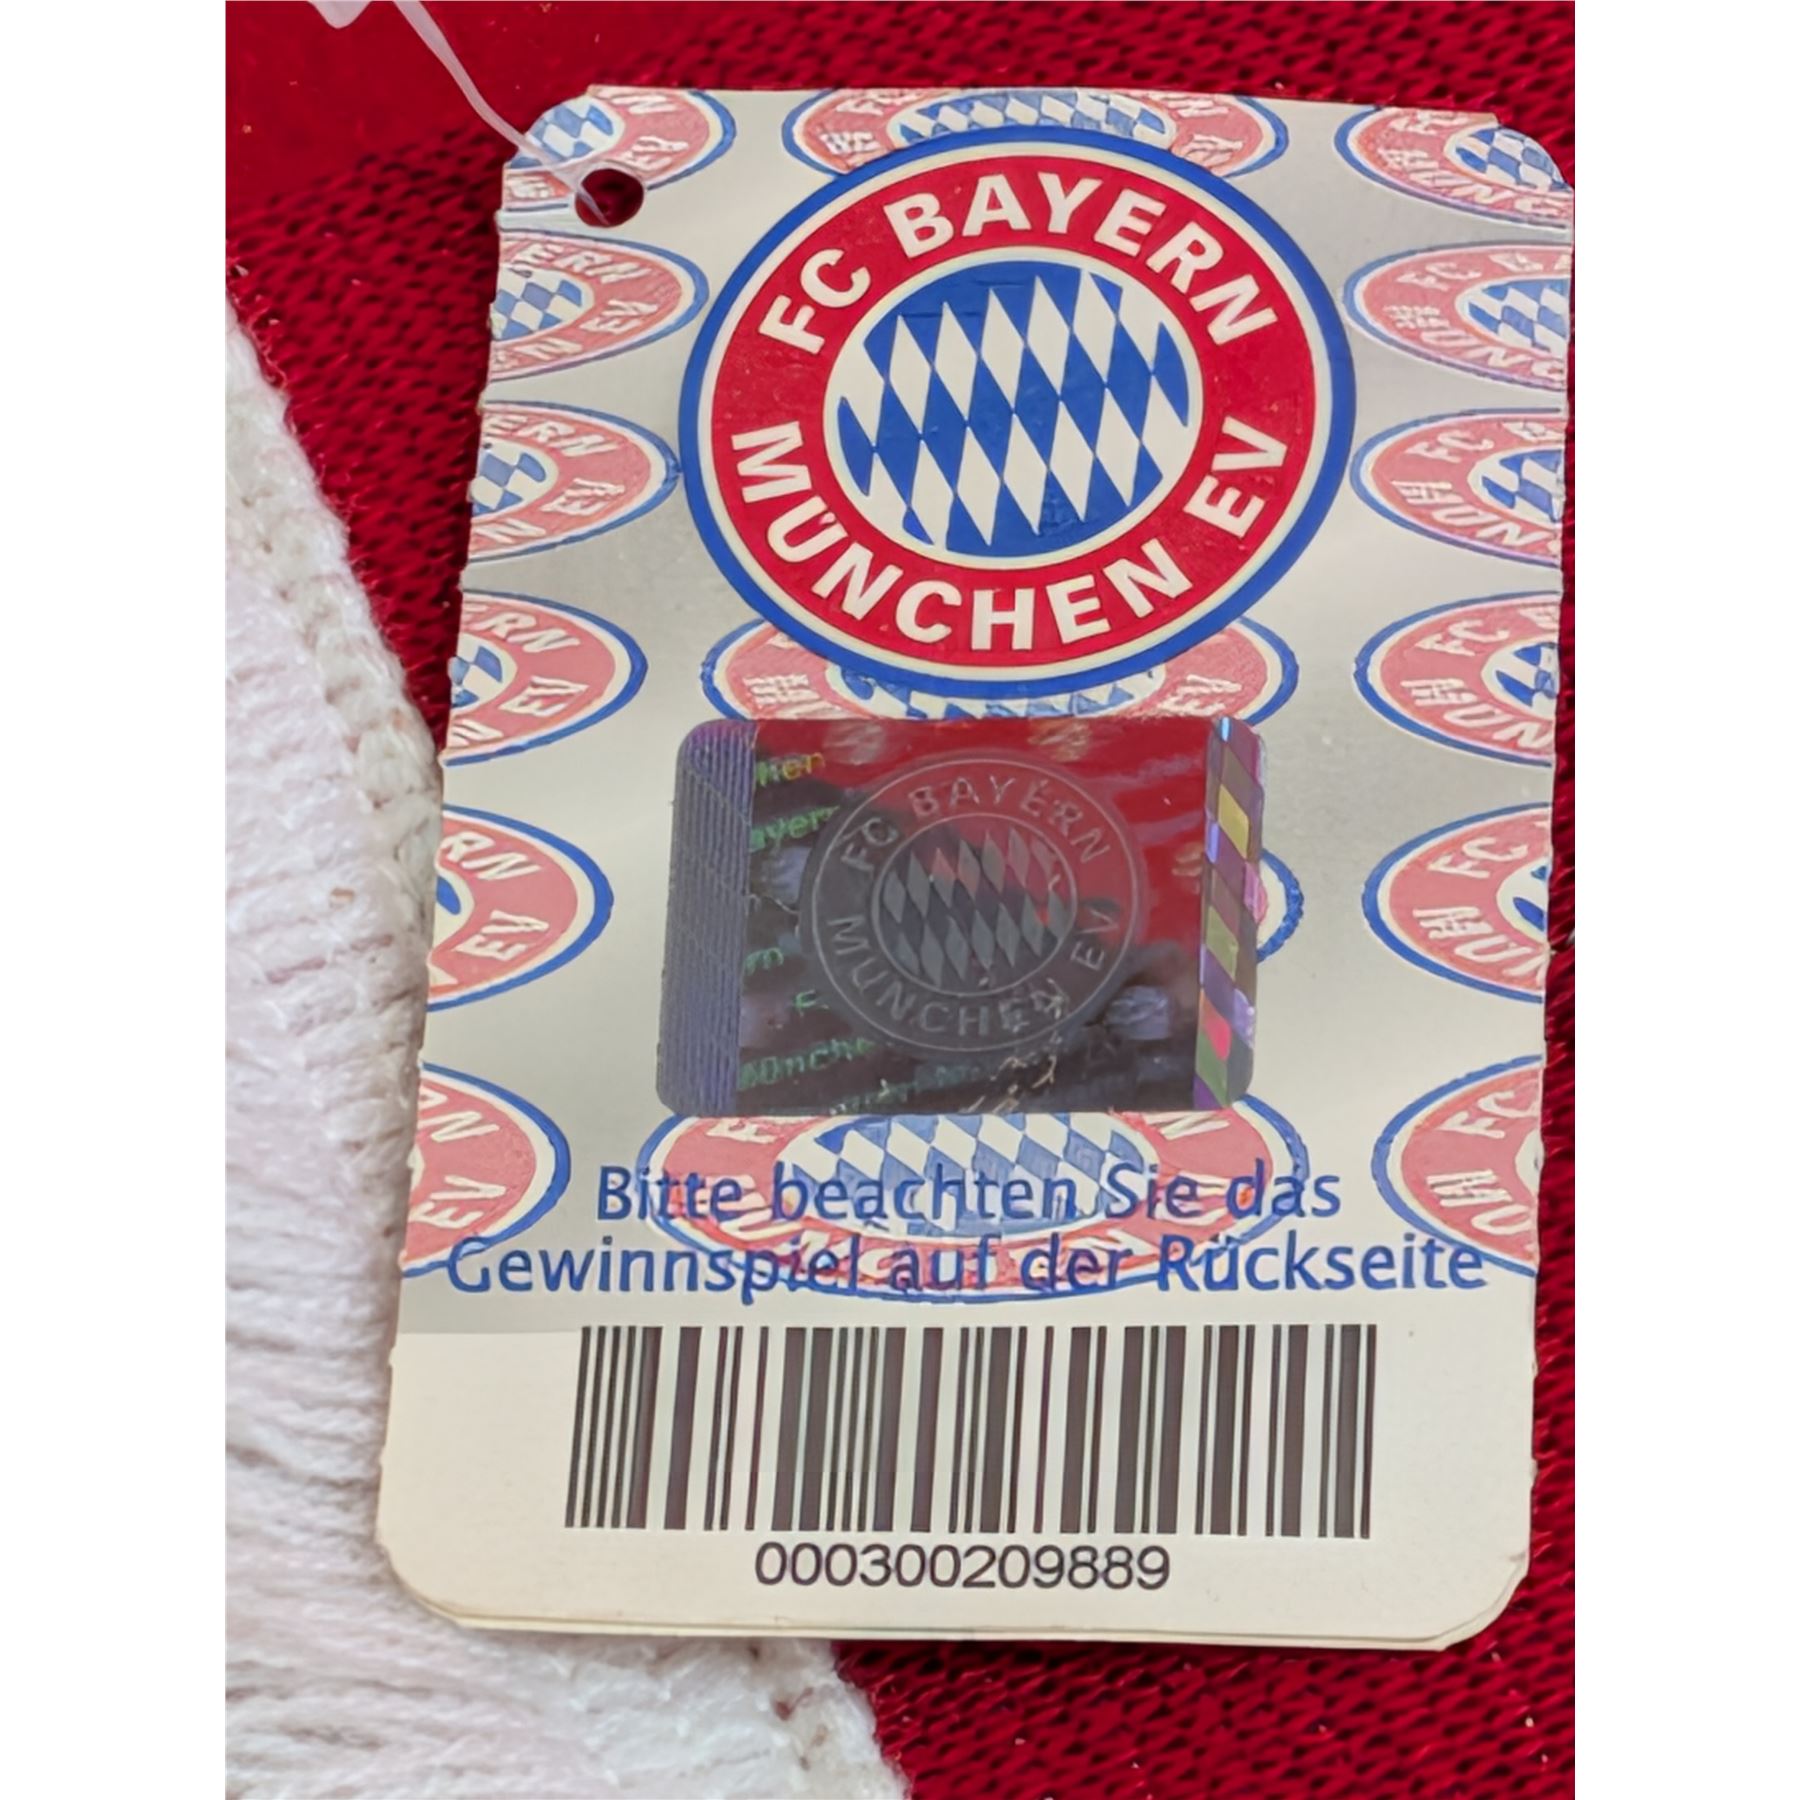 FC BAYERN
MÜNCHEN EV
FC BAYERN
MÜNCHEN EV
Bitte beachten Sie das
Gewinnspiel auf der Rückseite
000300209889